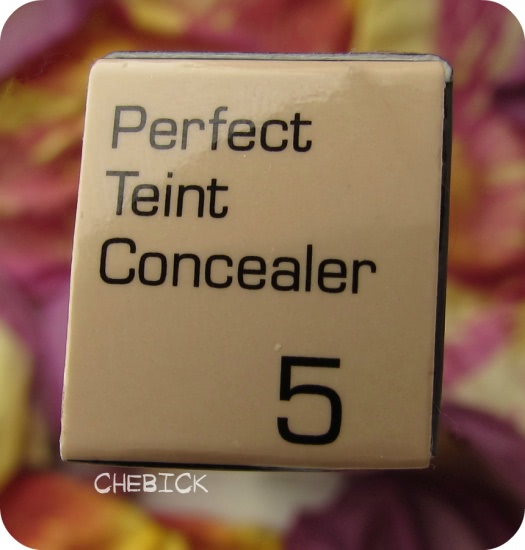 Perfect
Teint
Concealer
5
CHEBICK